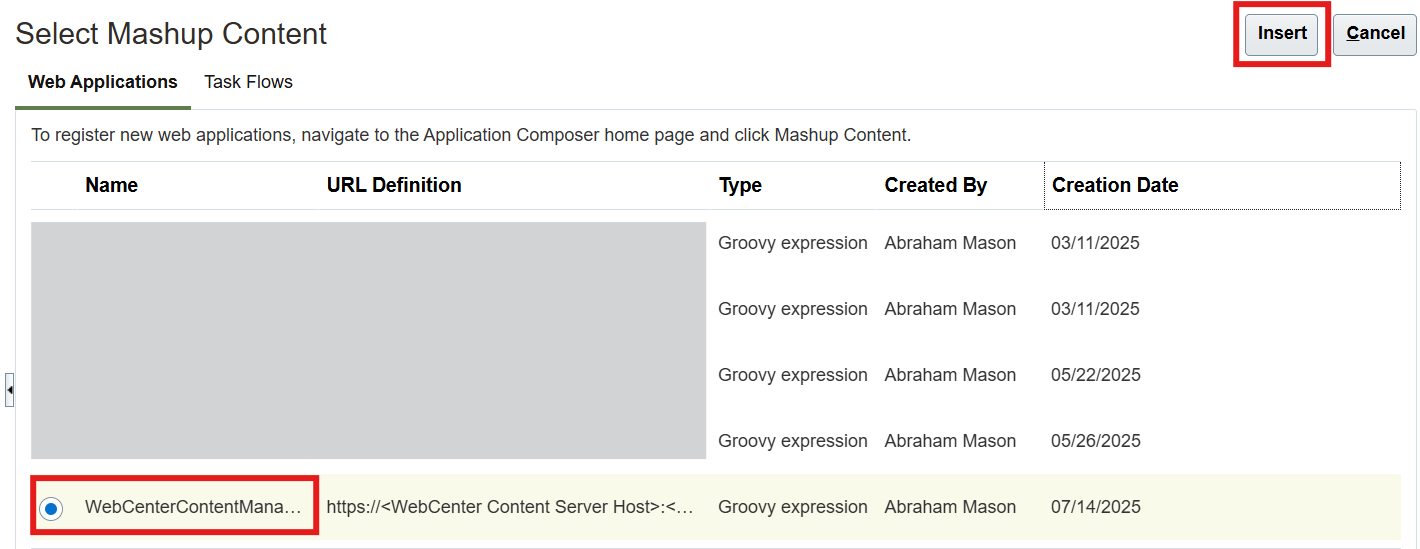 Select Mashup Content
Insert
Cancel
Web Applications
Task Flows
To register new web applications, navigate to the Application Composer home page and click Mashup Content.
Name URL Definition Type Created By Creation Date
Groovy expression Abraham Mason 03/11/2025
Groovy expression Abraham Mason 03/11/2025
Groovy expression Abraham Mason 05/22/2025
Groovy expression Abraham Mason 05/26/2025
WebCenterContentMana… https://<WebCenter Content Server Host>:<… Groovy expression Abraham Mason 07/14/2025